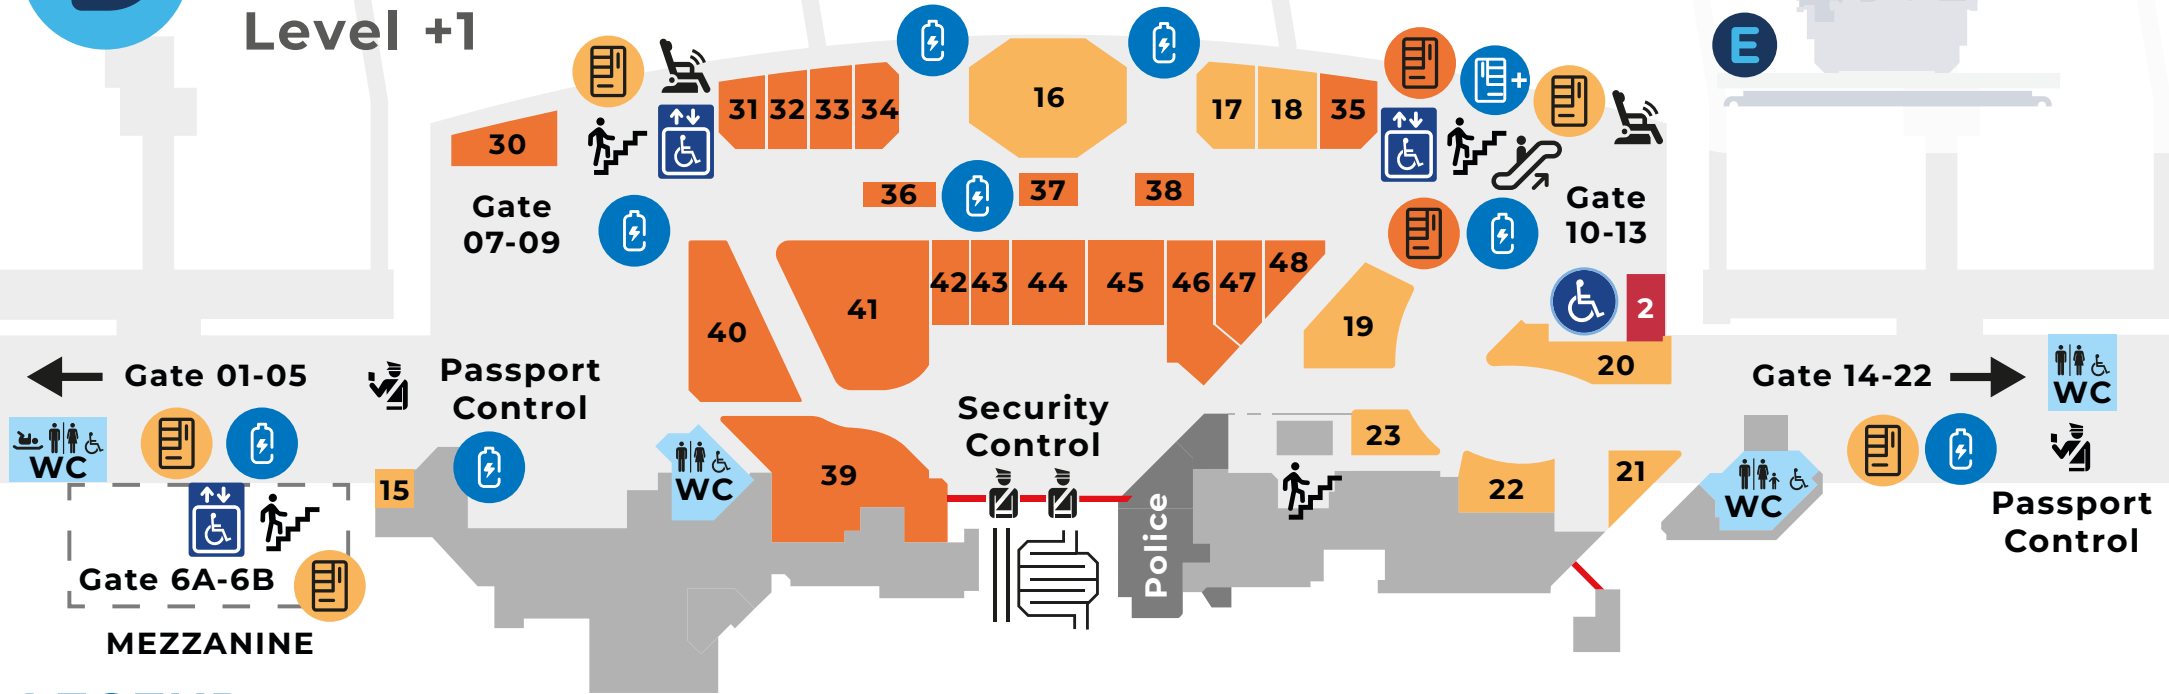 Level +1
E
31 32 33 34
16
17 18 35
30
36
37
38
Gate
07-09
Gate
10-13
40
41
42 43 44 45 46 47 48
19
2
20
Gate 01-05
Passport
Control
Security
Control
Gate 14-22
WC
WC
15
WC
39
23
22
21
WC
Passport
Control
Police
Gate 6A-6B
MEZZANINE